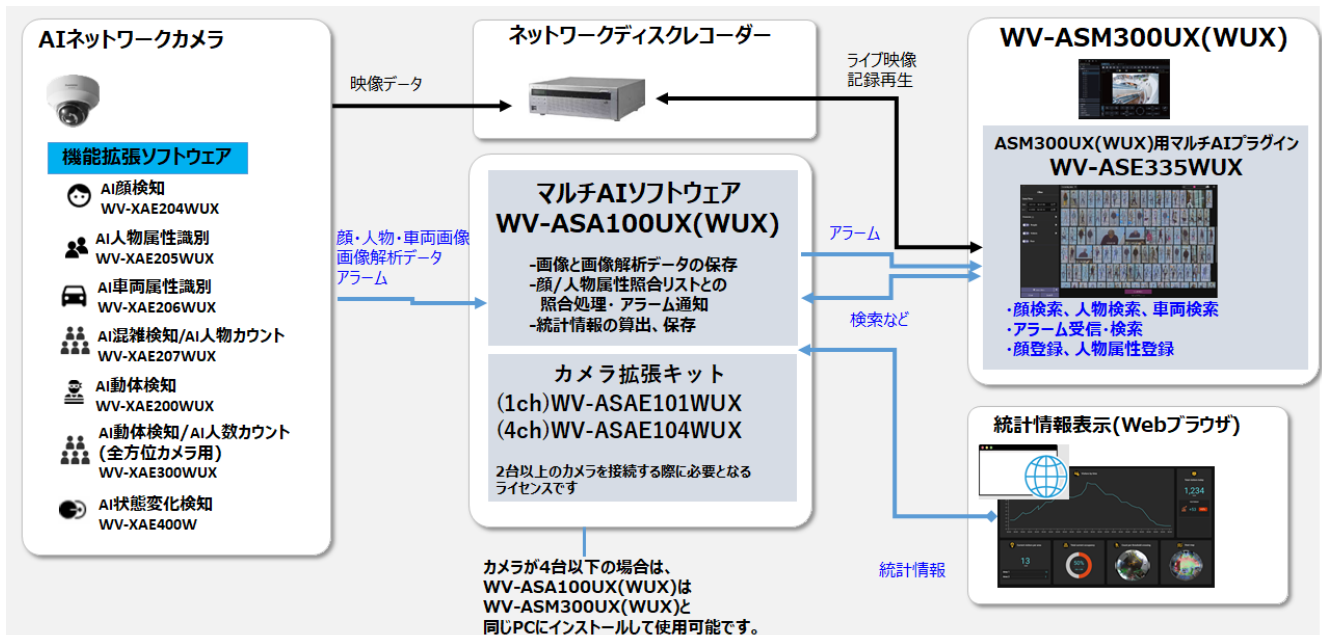 AIネットワークカメラ
機能拡張ソフトウェア
AI顔検知
WV-XAE204WUX
AI人物属性識別
WV-XAE205WUX
AI車両属性識別
WV-XAE206WUX
AI混雑検知/AI人物カウント
WV-XAE207WUX
AI動体検知
WV-XAE200WUX
AI動体検知/AI人数カウント
(全方位カメラ用)
WV-XAE300WUX
AI状態変化検知
WV-XAE400W
映像データ
顔・人物・車両画像
画像解析データ
アラーム
ネットワークディスクレコーダー
マルチAIソフトウェア
WV-ASA100UX(WUX)
-画像と画像解析データの保存
-顔/人物属性照合リストとの
照合処理・アラーム通知
-統計情報の算出、保存
カメラ拡張キット
(1ch)WV-ASAE101WUX
(4ch)WV-ASAE104WUX
2台以上のカメラを接続する際に必要となる
ライセンスです
カメラが4台以下の場合は、
WV-ASA100UX(WUX)は
WV-ASM300UX(WUX)と
同じPCにインストールして使用可能です。
ライブ映像
記録再生
アラーム
検索など
統計情報
WV-ASM300UX(WUX)
ASM300UX(WUX)用マルチAIプラグイン
WV-ASE335WUX
・顔検索、人物検索、車両検索
・アラーム受信・検索
・顔登録、人物属性登録
統計情報表示(Webブラウザ)
1,234
13
50%